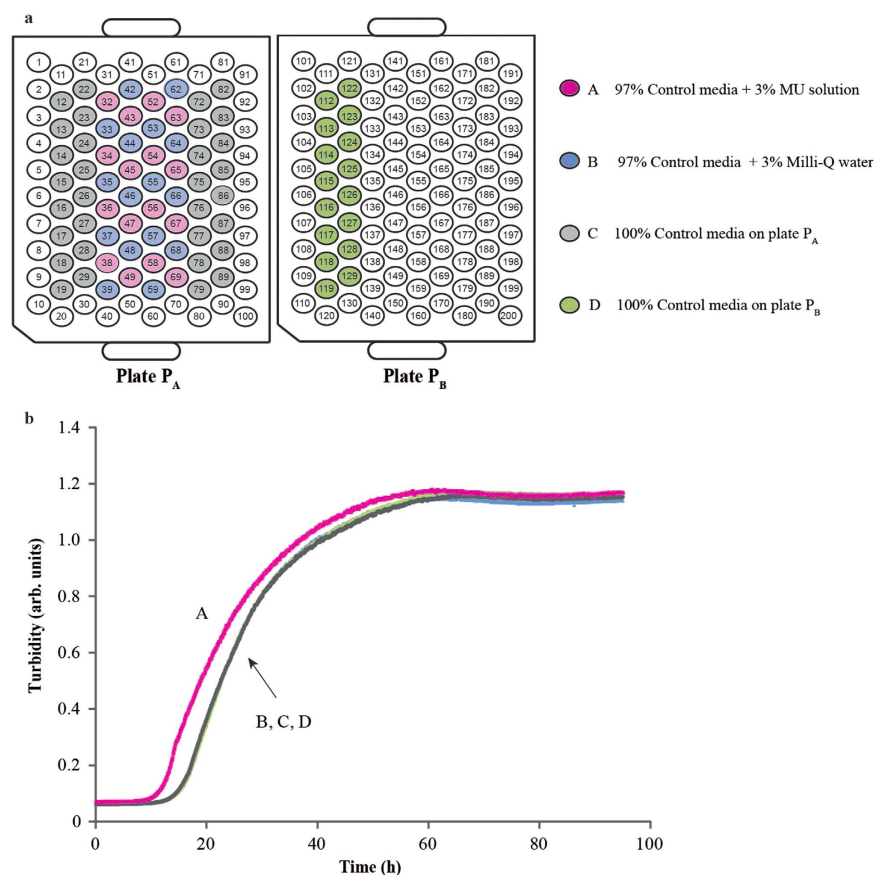 a
1 21 41 61 81
11 31 51 71 91
2 22 42 62 82
12 32 52 72 92
3 23 43 63 83
13 33 53 73 93
4 24 44 64 84
14 34 54 74 94
5 25 45 65 85
15 35 55 75 95
6 26 46 66 86
16 36 56 76 96
7 27 47 67 87
17 37 57 77 97
8 28 48 68 88
18 38 58 78 98
9 29 49 69 89
19 39 59 79 99
10 30 50 70 90
20 40 60 80 100
Plate P_A
101 121 141 161 181
111 131 151 171 191
102 122 142 162 182
112 132 152 172 192
103 123 143 163 183
113 133 153 173 193
104 124 144 164 184
114 134 154 174 194
105 125 145 165 185
115 135 155 175 195
106 126 146 166 186
116 136 156 176 196
107 127 147 167 187
117 137 157 177 197
108 128 148 168 188
118 138 158 178 198
109 129 149 169 189
119 139 159 179 199
110 130 150 170 190
120 140 160 180 200
Plate P_B
A 97% Control media + 3% MU solution
B 97% Control media + 3% Milli-Q water
C 100% Control media on plate P_A
D 100% Control media on plate P_B
b
Turbidity (arb. units)
1.4
1.2
1.0
0.8
0.6
0.4
0.2
0
A
B, C, D
0 20 40 60 80 100
Time (h)